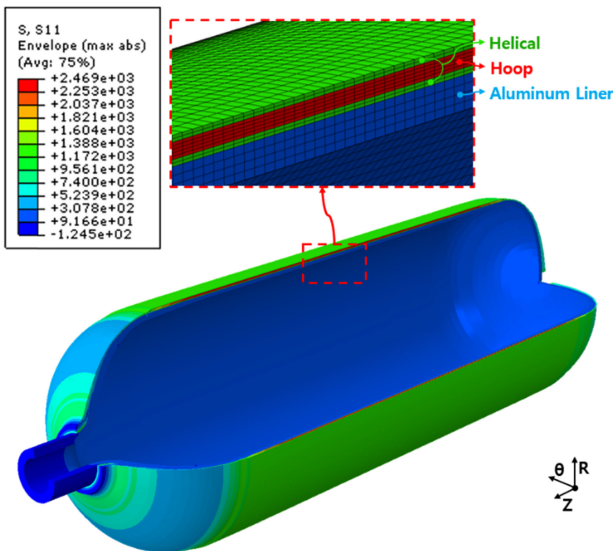 S, S11
Envelope (max abs)
(Avg: 75%)
+2.469e+03
+2.253e+03
+2.037e+03
+1.821e+03
+1.604e+03
+1.388e+03
+1.172e+03
+9.561e+02
+7.400e+02
+5.239e+02
+3.078e+02
+9.166e+01
-1.245e+02
Helical
Hoop
Aluminum Liner
θ R
Z